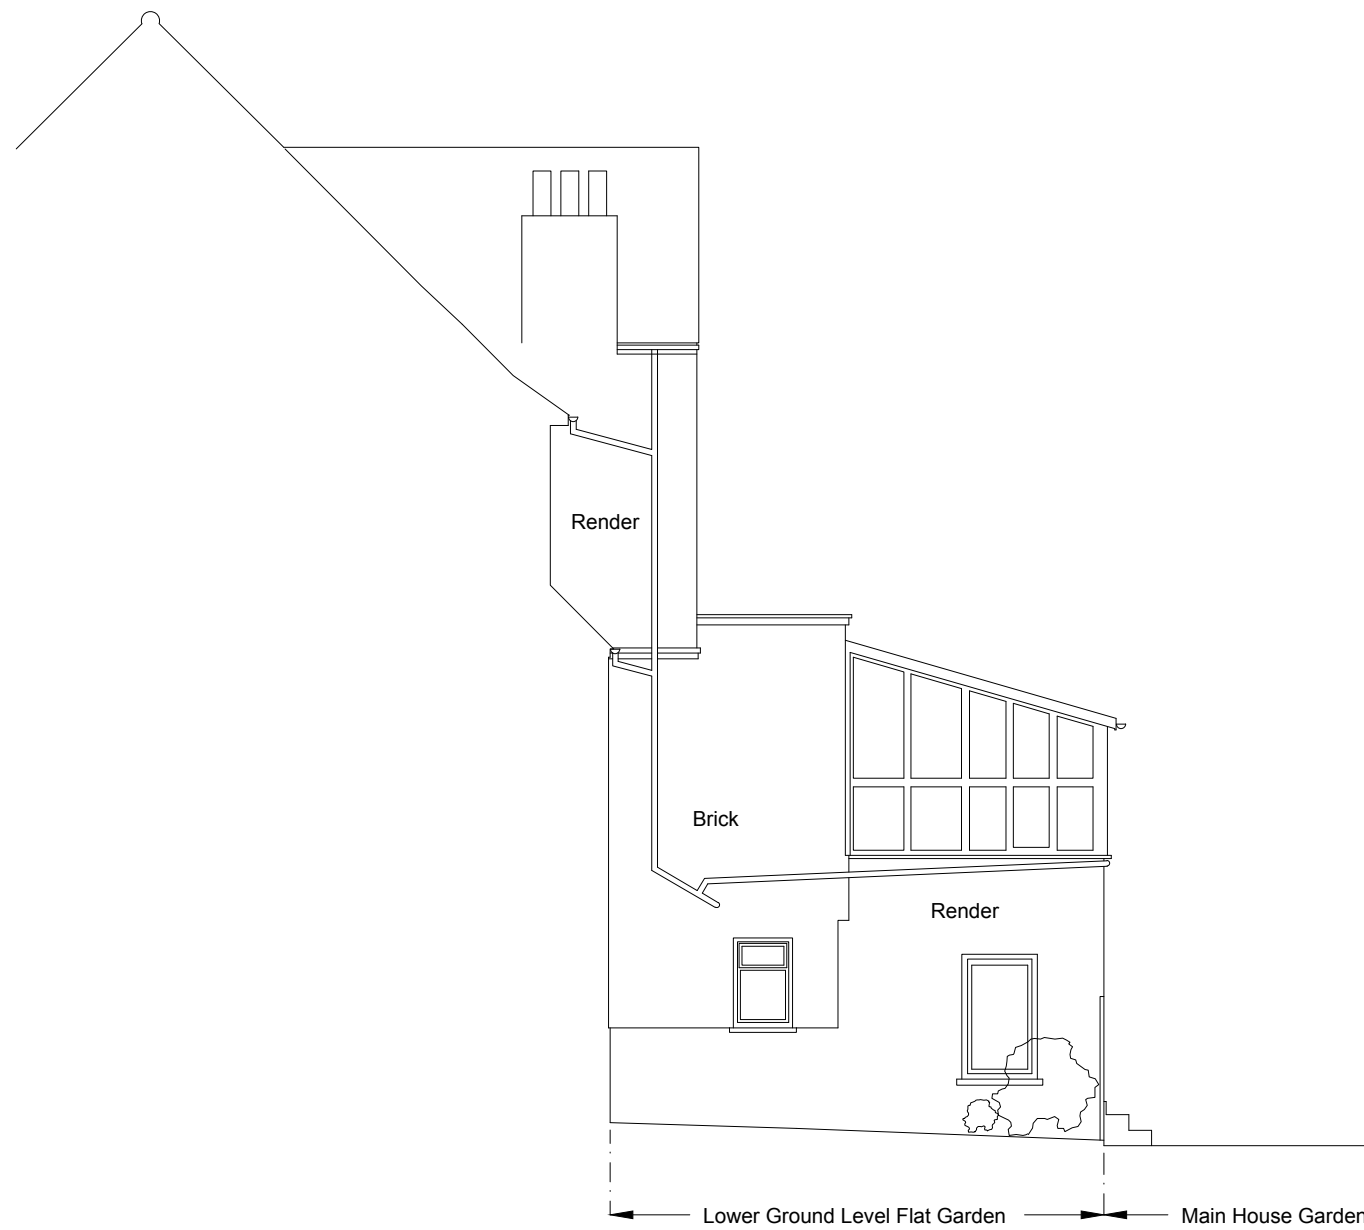 Render
Brick
Render
Lower Ground Level Flat Garden
Main House Garden